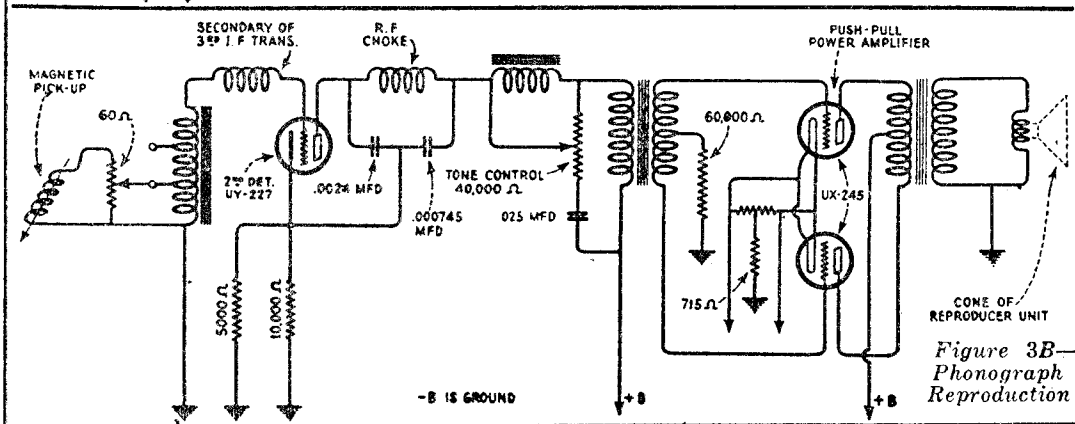 SECONDARY OF
3RD I.F TRANS.
R.F
CHOKE
PUSH-PULL
POWER AMPLIFIER
MAGNETIC
PICK-UP
60Ω
2ND DET.
UY-227
.0024 MFD
.000745
MFD
TONE CONTROL
40,000 Ω
.025 MFD
60,000 Ω
UX-245
715Ω
5000 Ω
10,000 Ω
CONE OF
REPRODUCER UNIT
-B IS GROUND
+B
+B
Figure 3B—
Phonograph
Reproduction